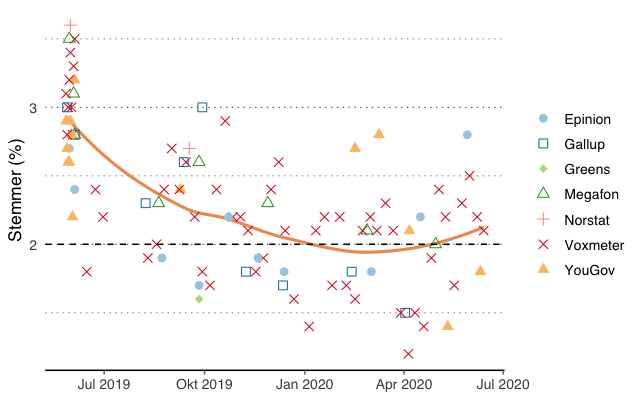 Stemmer (%)
3
2
Jul 2019
Okt 2019
Jan 2020
Apr 2020
Jul 2020
Epinion
Gallup
Greens
Megafon
Norstat
Voxmeter
YouGov